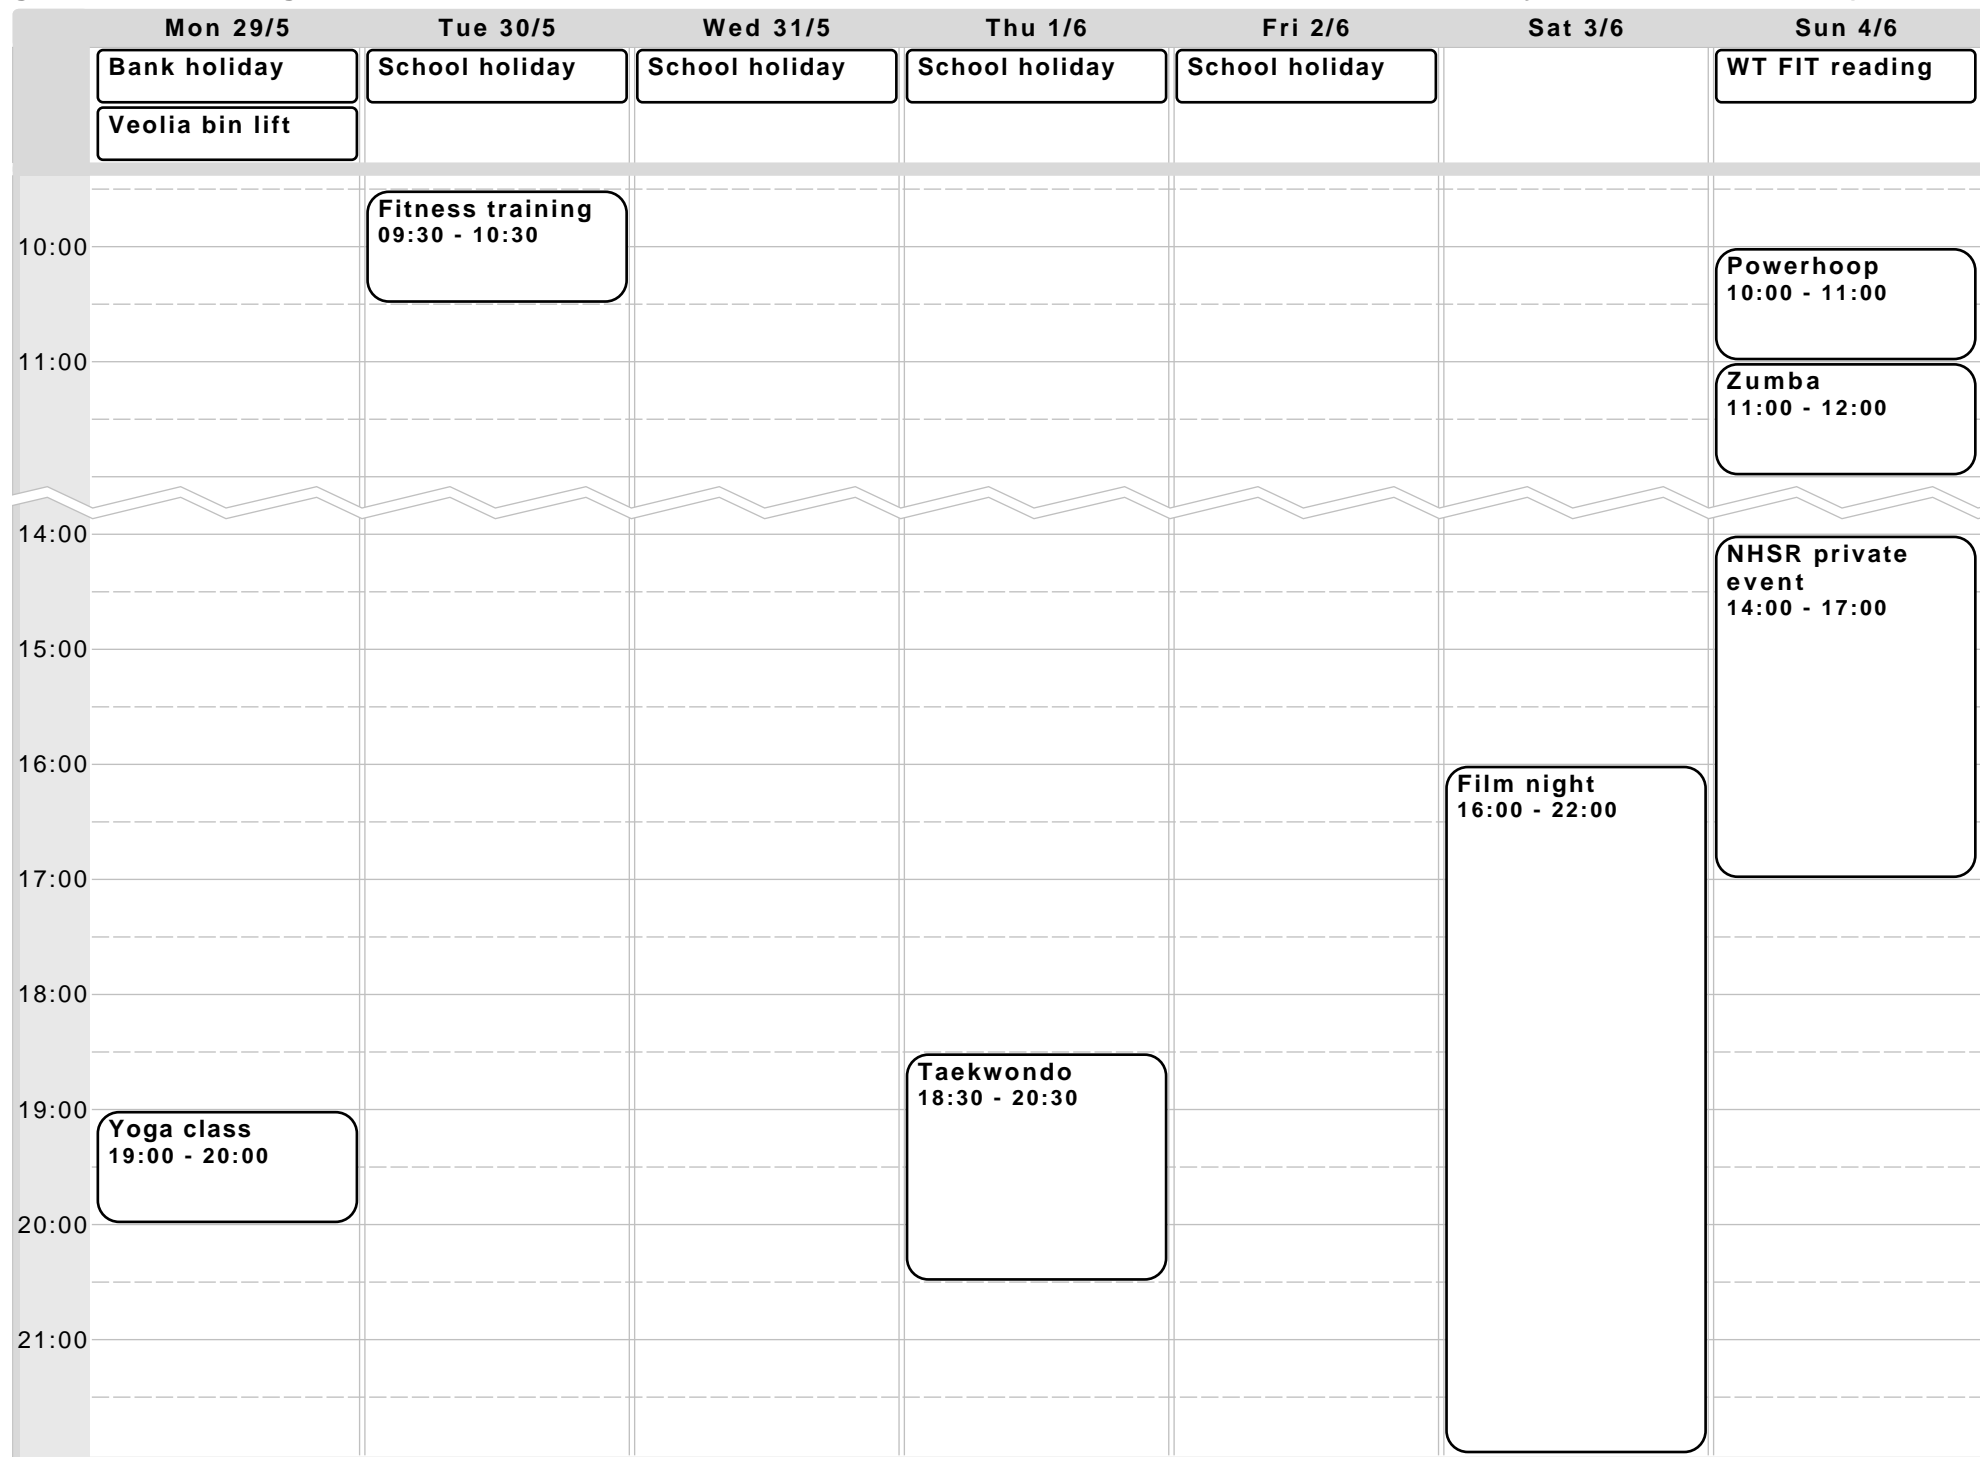 Mon 29/5 Tue 30/5 Wed 31/5 Thu 1/6 Fri 2/6 Sat 3/6 Sun 4/6
Bank holiday School holiday School holiday School holiday School holiday WT FIT reading
Veolia bin lift
Fitness training
09:30 - 10:30
10:00
Powerhoop
10:00 - 11:00
11:00
Zumba
11:00 - 12:00
14:00
NHSR private
event
14:00 - 17:00
15:00
16:00
Film night
16:00 - 22:00
17:00
18:00
Taekwondo
18:30 - 20:30
19:00
Yoga class
19:00 - 20:00
20:00
21:00